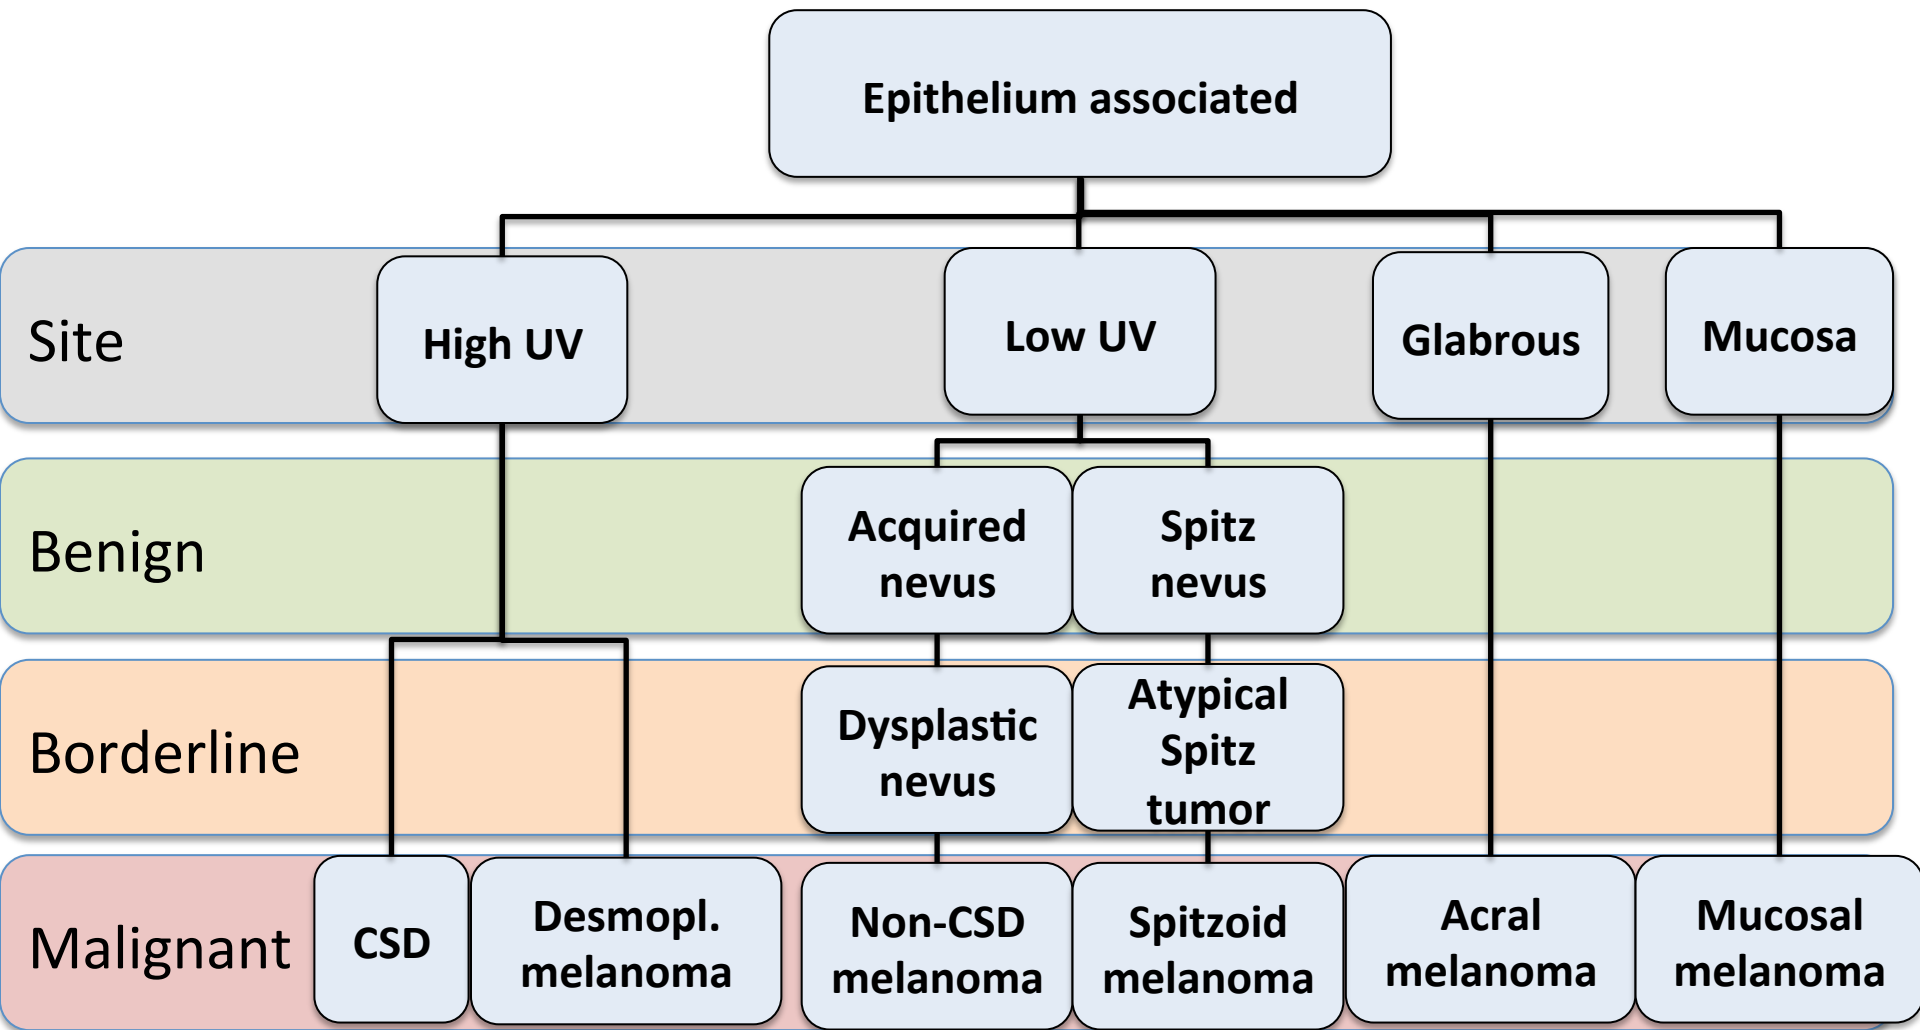 Epithelium associated
Site
High UV
Low UV
Glabrous
Mucosa
Benign
Acquired
nevus
Spitz
nevus
Borderline
Dysplastic
nevus
Atypical
Spitz
tumor
Malignant
CSD
Desmopl.
melanoma
Non-CSD
melanoma
Spitzoid
melanoma
Acral
melanoma
Mucosal
melanoma